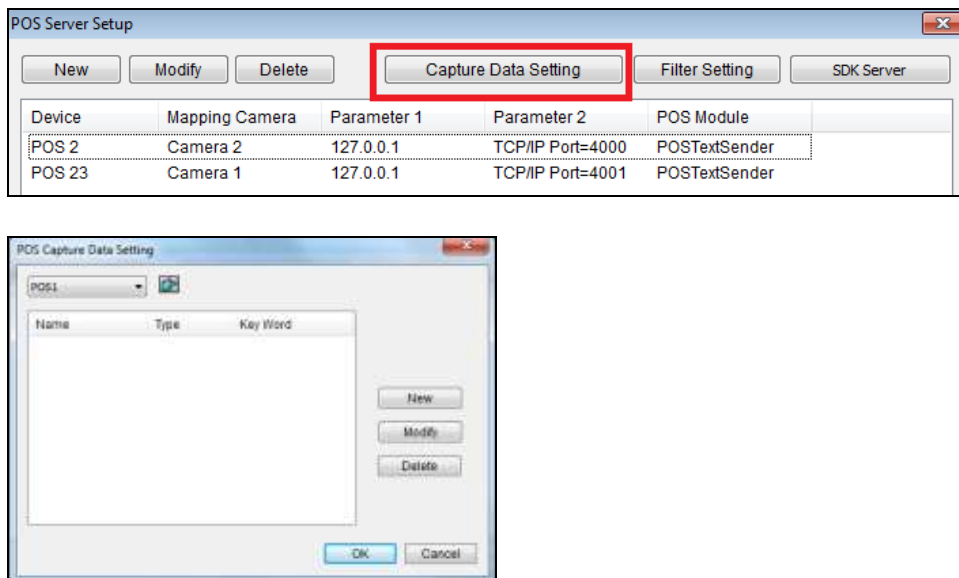 POS Server Setup
New Modify Delete Capture Data Setting Filter Setting SDK Server
Device Mapping Camera Parameter 1 Parameter 2 POS Module
POS 2 Camera 2 127.0.0.1 TCP/IP Port=4000 POSTextSender
POS 23 Camera 1 127.0.0.1 TCP/IP Port=4001 POSTextSender
POS Capture Data Setting
POS1
Name Type Key Word
New
Modify
Delete
OK Cancel